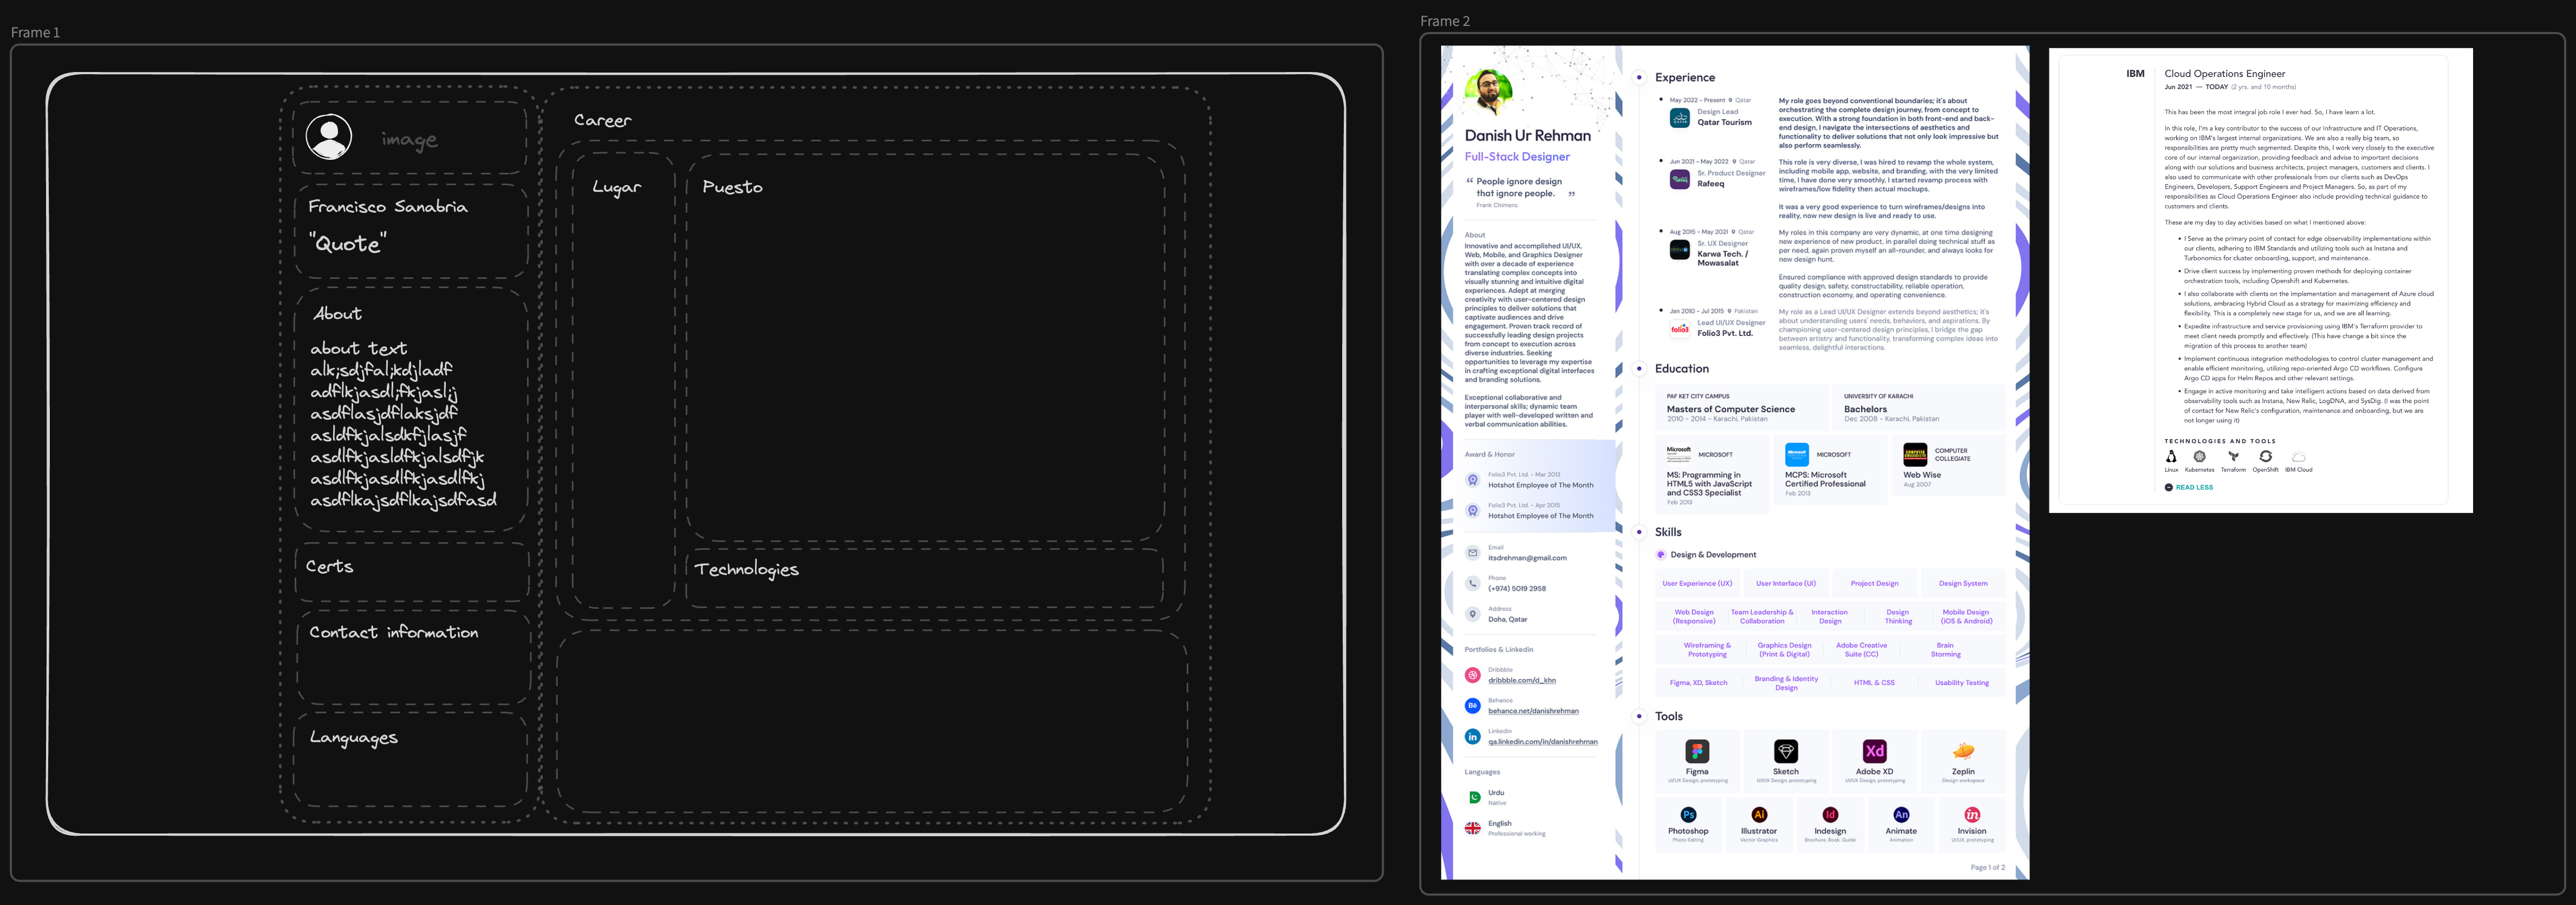 Frame 1
image
Francisco Sanabria
"Quote"
About
about text
alk;sdjfal;kdjladf
adflkjasdl;fkjaslij
asdflasjdflaksjdf
asldfkjalsdkfjlasjf
asdlfkjasldfkjalsdfjk
asdlfkjasdlfkjasdlfkj
asdflkajsdflkajsdfasd
Certs
Contact information
Languages
Career
Lugar
Puesto
Technologies
Frame 2
Danish Ur Rehman
Full-Stack Designer
“ People ignore design
that ignore people. ”
Frank Chimero.
About
Innovative and accomplished UI/UX,
Web, Mobile, and Graphics Designer
with over a decade of experience
translating complex concepts into
visually stunning and intuitive digital
experiences. Adept at merging
creativity with user-centered design
principles to deliver solutions that
captivate audiences and drive
engagement. Proven track record of
successfully leading design projects
from concept to execution across
diverse industries. Seeking
opportunities to leverage my expertise
in crafting exceptional digital interfaces
and branding solutions.
Exceptional collaborative and
interpersonal skills; dynamic team
player with well-developed written and
verbal communication abilities.
Award & Honor
Folio3 Pvt. Ltd. - Mar 2013
Hotshot Employee of The Month
Folio3 Pvt. Ltd. - Apr 2015
Hotshot Employee of The Month
Email
itsdrehman@gmail.com
Phone
(+974) 5019 2958
Address
Doha, Qatar
Portfolios & Linkedin
Dribbble
dribbble.com/d_khn
Bē
Behance
behance.net/danishrehman
in
Linkedin
qa.linkedin.com/in/danishrehman
Languages
Urdu
Native
English
Professional working
Experience
May 2022 - Present Qatar
Design Lead
Qatar Tourism
My role goes beyond conventional boundaries; it's about
orchestrating the complete design journey, from concept to
execution. With a strong foundation in both front-end and back-
end design, I navigate the intersections of aesthetics and
functionality to deliver solutions that not only look impressive but
also perform seamlessly.
Jun 2021 - May 2022 Qatar
Sr. Product Designer
Rafeeq
This role is very diverse, I was hired to revamp the whole system,
including mobile app, website, and branding, with the very limited
time, I have done very smoothly, I started revamp process with
wireframes/low fidelity then actual mockups.
It was a very good experience to turn wireframes/designs into
reality, now new design is live and ready to use.
Aug 2015 - May 2021 Qatar
Sr. UX Designer
Karwa Tech. /
Mowasalat
My roles in this company are very dynamic, at one time designing
new experience of new product, in parallel doing technical stuff as
per need, again proven myself an all-rounder, and always looks for
new design hunt.
Ensured compliance with approved design standards to provide
quality design, safety, constructability, reliable operation,
construction economy, and operating convenience.
Jan 2010 - Jul 2015 Pakistan
folio3
Lead UI/UX Designer
Folio3 Pvt. Ltd.
My role as a Lead UI/UX Designer extends beyond aesthetics; it's
about understanding users' needs, behaviors, and aspirations. By
championing user-centered design principles, I bridge the gap
between artistry and functionality, transforming complex ideas into
seamless, delightful interactions.
Education
PAF KET CITY CAMPUS
Masters of Computer Science
2010 - 2014 - Karachi, Pakistan
UNIVERSITY OF KARACHI
Bachelors
Dec 2008 - Karachi, Pakistan
Microsoft
MICROSOFT
MS: Programming in
HTML5 with JavaScript
and CSS3 Specialist
Feb 2013
Microsoft
MICROSOFT
MCPS: Microsoft
Certified Professional
Feb 2013
COMPUTER
COLLEGIATE
Web Wise
Aug 2007
Skills
Design & Development
User Experience (UX)
User Interface (UI)
Project Design
Design System
Web Design
(Responsive)
Team Leadership &
Collaboration
Interaction
Design
Design
Thinking
Mobile Design
(iOS & Android)
Wireframing &
Prototyping
Graphics Design
(Print & Digital)
Adobe Creative
Suite (CC)
Brain
Storming
Figma, XD, Sketch
Branding & Identity
Design
HTML & CSS
Usability Testing
Tools
Figma
UI/UX Design, prototyping
Sketch
UI/UX Design, prototyping
Xd
Adobe XD
UI/UX Design, prototyping
Zeplin
Design workspace
Ps
Photoshop
Photo Editing
Ai
Illustrator
Vector Graphics
Id
Indesign
Brochure, Book, Guide
An
Animate
Animation
in
Invision
UI/UX, prototyping
Page 1 of 2
IBM
Cloud Operations Engineer
Jun 2021 — TODAY (2 yrs. and 10 months)
This has been the most integral job role I ever had. So, I have learn a lot.
In this role, I'm a key contributor to the success of our Infrastructure and IT Operations,
working on IBM's largest internal organizations. We are also a really big team, so
responsibilities are pretty much segmented. Despite this, I work very closely to the executive
core of our internal organization, providing feedback and advise to important decisions
along with our solutions and business architects, project managers, customers and clients. I
also used to communicate with other professionals from our clients such as DevOps
Engineers, Developers, Support Engineers and Project Managers. So, as part of my
responsibilities as Cloud Operations Engineer also include providing technical guidance to
customers and clients.
These are my day to day activities based on what I mentioned above:
• I Serve as the primary point of contact for edge observability implementations within
our clients, adhering to IBM Standards and utilizing tools such as Instana and
Turbonomics for cluster onboarding, support, and maintenance.
• Drive client success by implementing proven methods for deploying container
orchestration tools, including Openshift and Kubernetes.
• I also collaborate with clients on the implementation and management of Azure cloud
solutions, embracing Hybrid Cloud as a strategy for maximizing efficiency and
flexibility. This is a completely new stage for us, and we are all learning.
• Expedite infrastructure and service provisioning using IBM's Terraform provider to
meet client needs promptly and effectively. (This have change a bit since the
migration of this process to another team)
• Implement continuous integration methodologies to control cluster management and
enable efficient monitoring, utilizing repo-oriented Argo CD workflows. Configure
Argo CD apps for Helm Repos and other relevant settings.
• Engage in active monitoring and take intelligent actions based on data derived from
observability tools such as Instana, New Relic, LogDNA, and SysDig. (I was the point
of contact for New Relic's configuration, maintenance and onboarding, but we are
not longer using it)
TECHNOLOGIES AND TOOLS
Linux
Kubernetes
Terraform
OpenShift
IBM Cloud
READ LESS